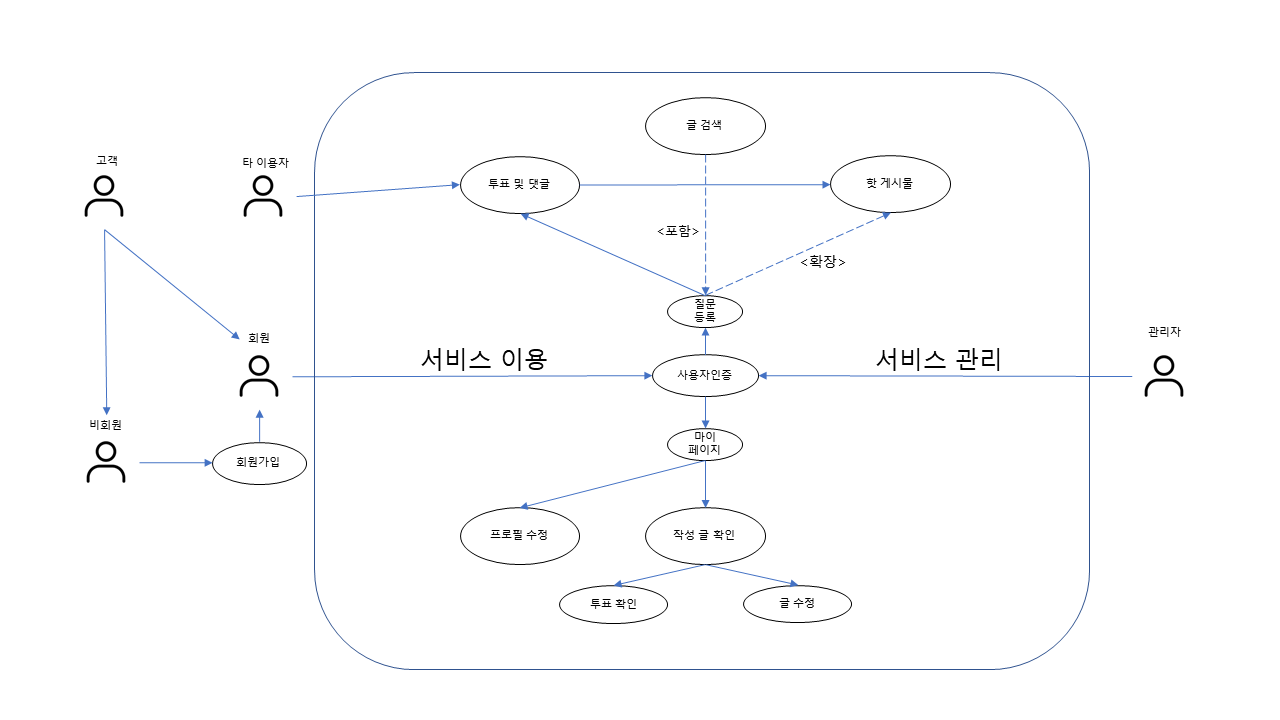 글 검색
고객
타 이용자
투표 및 댓글
핫 게시물
<포함>
<확장>
질문
등록
회원
서비스 이용
서비스 관리
관리자
사용자인증
비회원
마이
페이지
회원가입
프로필 수정
작성 글 확인
투표 확인
글 수정